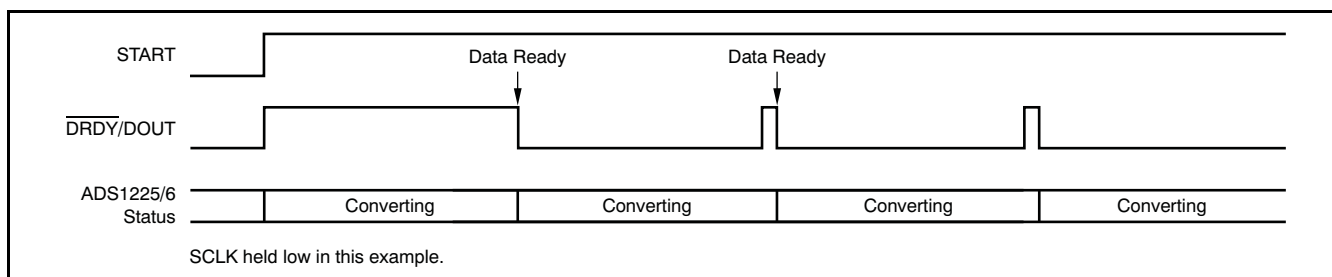 START
Data Ready
Data Ready
DRDY/DOUT
ADS1225/6
Status
Converting
Converting
Converting
Converting
SCLK held low in this example.